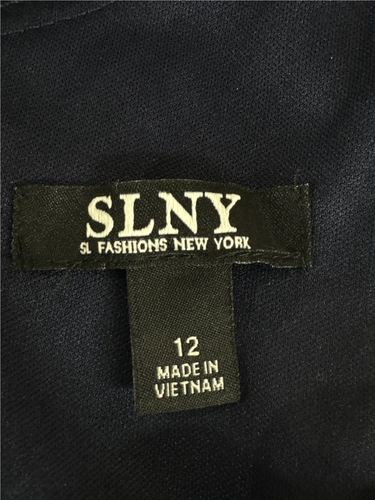 SLNY
SL FASHIONS NEW YORK
12
MADE IN
VIETNAM